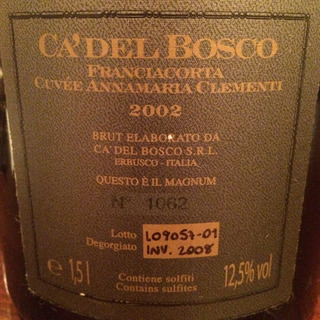 CA' DEL BOSCO
FRANCIACORTA
CUVÉE ANNAMARIA CLEMENTI
2002
BRUT ELABORATO DA
CA' DEL BOSCO S.R.L.
ERBUSCO - ITALIA
QUESTO È IL MAGNUM
N° 1062
Lotto L09057-01
Degorgiato INV. 2008
e 1,5 l
Contiene solfiti
Contains sulfites
12,5% vol